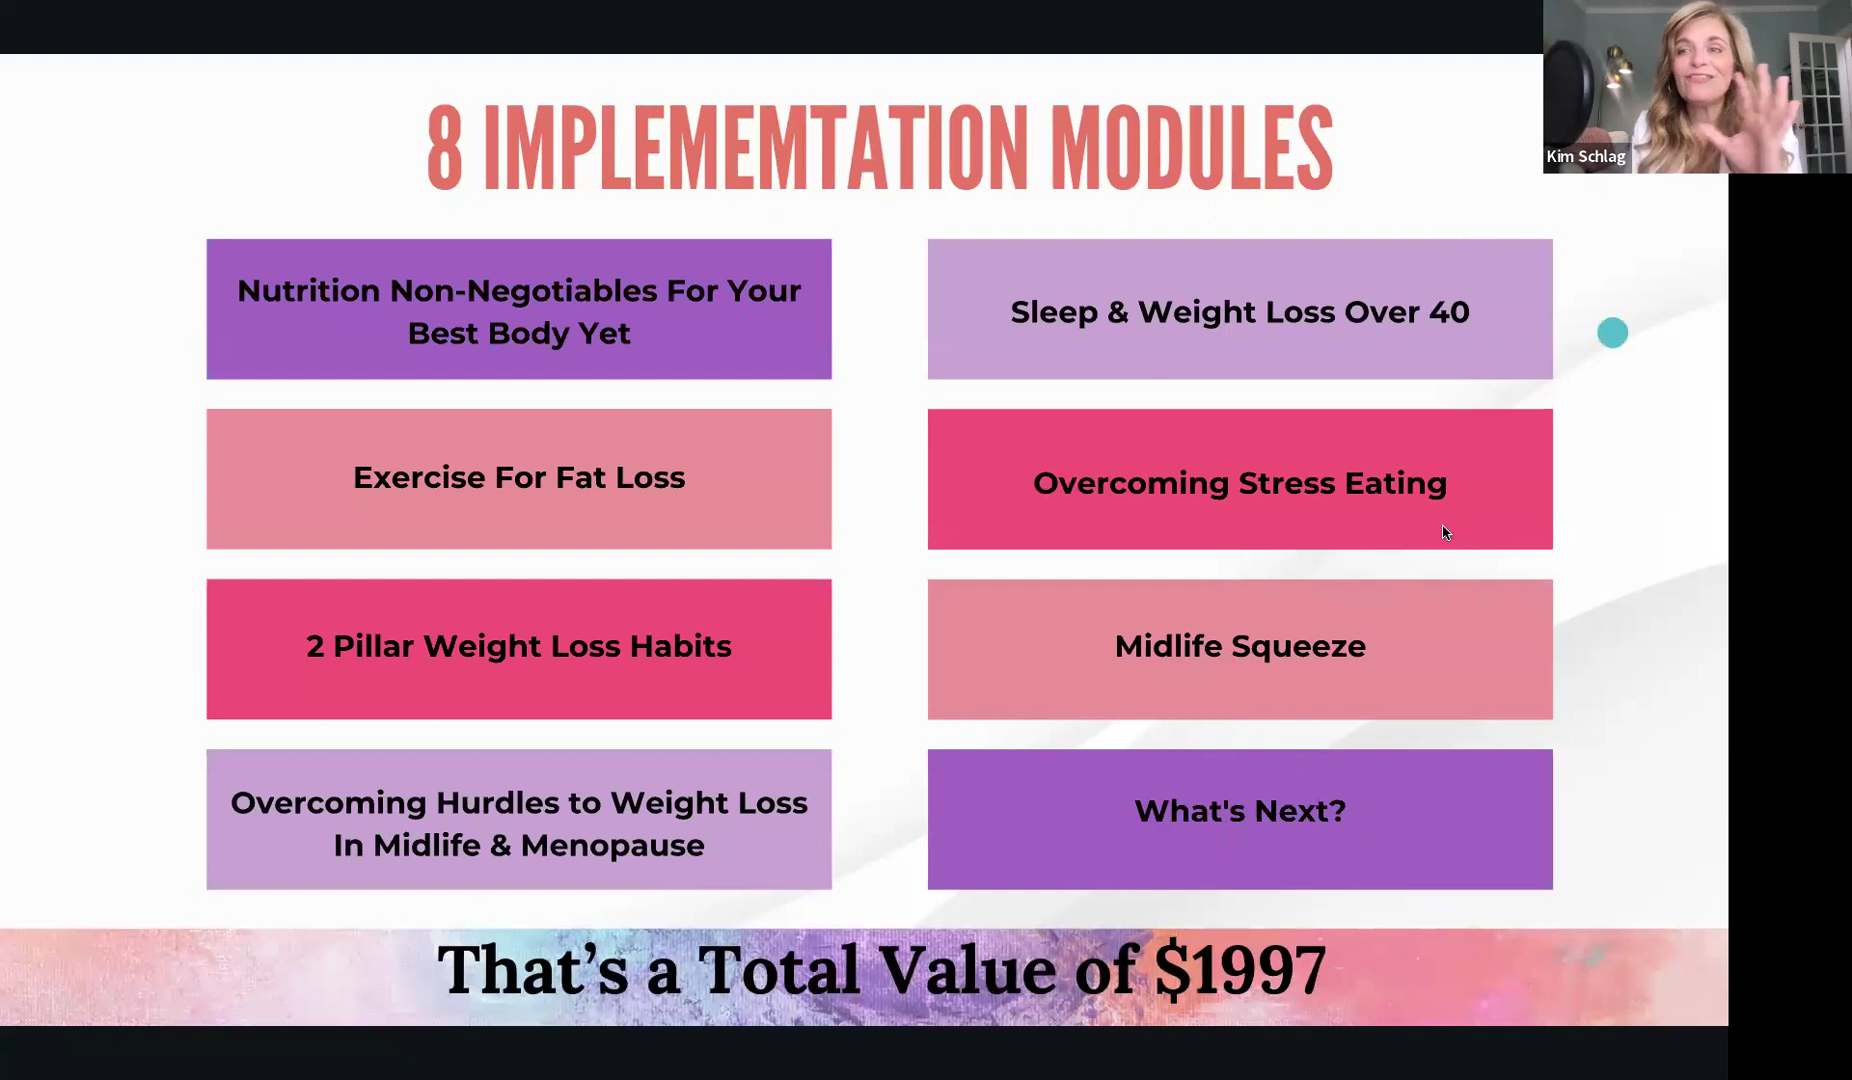 8 IMPLEMEMTATION MODULES
Kim Schlag
Nutrition Non-Negotiables For Your
Best Body Yet
Sleep & Weight Loss Over 40
Exercise For Fat Loss
Overcoming Stress Eating
2 Pillar Weight Loss Habits
Midlife Squeeze
Overcoming Hurdles to Weight Loss
In Midlife & Menopause
What's Next?
That’s a Total Value of $1997